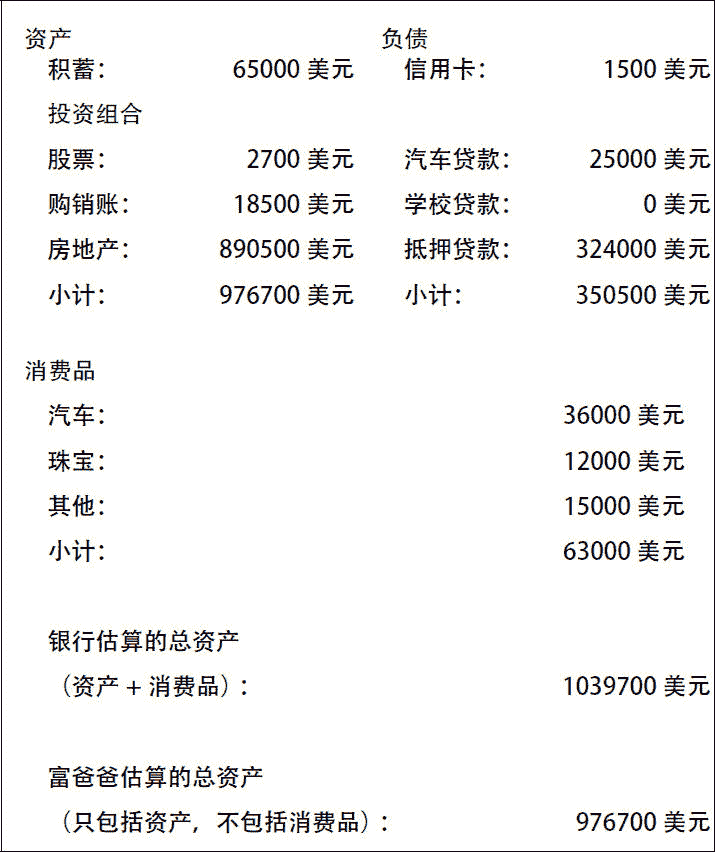 资产 负债
积蓄： 65000 美元 信用卡： 1500 美元
投资组合
股票： 2700 美元 汽车贷款： 25000 美元
购销账： 18500 美元 学校贷款： 0 美元
房地产： 890500 美元 抵押贷款： 324000 美元
小计： 976700 美元 小计： 350500 美元
消费品
汽车： 36000 美元
珠宝： 12000 美元
其他： 15000 美元
小计： 63000 美元
银行估算的总资产
（资产 + 消费品）： 1039700 美元
富爸爸估算的总资产
（只包括资产，不包括消费品）： 976700 美元